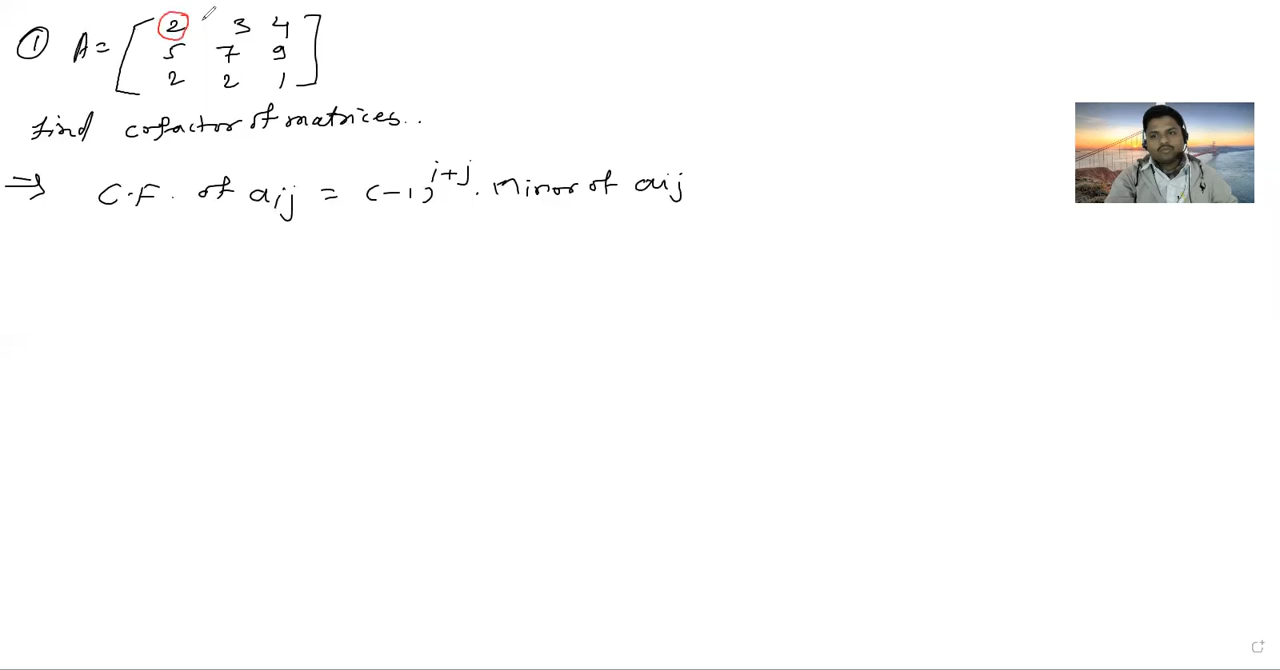 ① A = [ 2 3 4
5 7 9
2 2 1 ]
find cofactor of matrices..
⇒ C.F. of aij = (-1)^i+j . Minor of aij